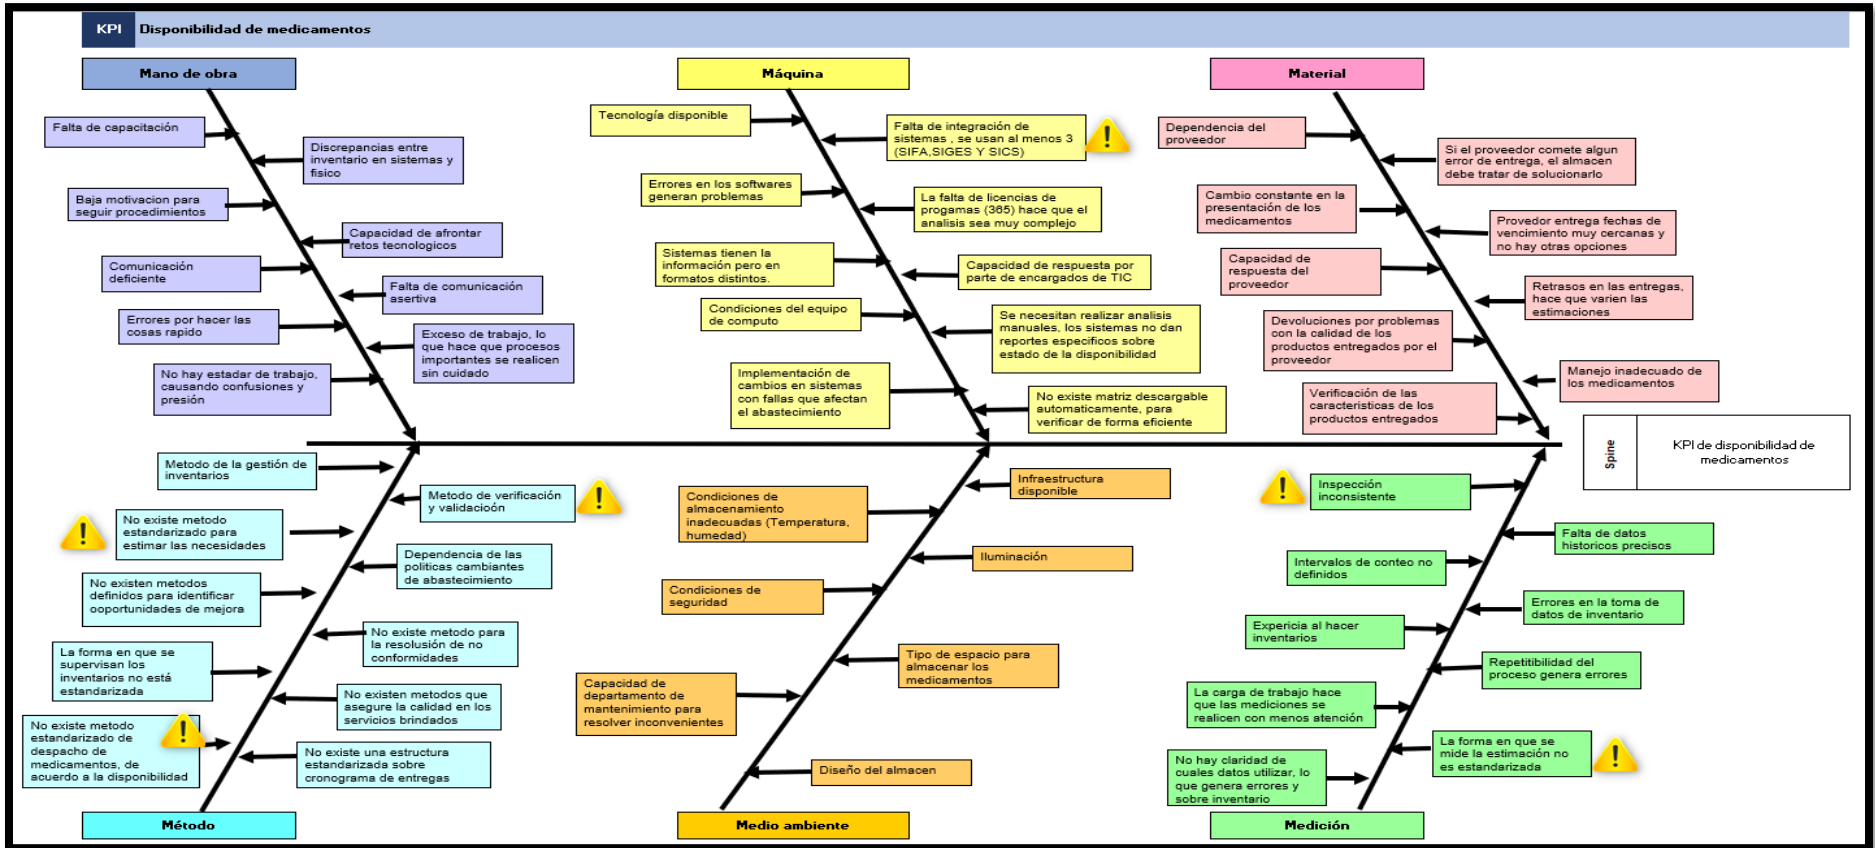 KPI
Disponibilidad de medicamentos
Mano de obra
Falta de capacitación
Discrepancias entre
inventario en sistemas y
fisico
Baja motivacion para
seguir procedimientos
Capacidad de afrontar
retos tecnologicos
Comunicación
deficiente
Falta de comunicación
asertiva
Errores por hacer las
cosas rapido
Exceso de trabajo, lo
que hace que procesos
importantes se realicen
sin cuidado
No hay estadar de trabajo,
causando confusiones y
presión
Máquina
Tecnología disponible
Falta de integración de
sistemas , se usan al menos 3
(SIFA,SIGES Y SICS)
Errores en los softwares
generan problemas
La falta de licencias de
progamas (365) hace que el
analisis sea muy complejo
Sistemas tienen la
información pero en
formatos distintos.
Capacidad de respuesta por
parte de encargados de TIC
Condiciones del equipo
de computo
Se necesitan realizar analisis
manuales, los sistemas no dan
reportes especificos sobre
estado de la disponibilidad
Implementación de
cambios en sistemas
con fallas que afectan
el abastecimiento
No existe matriz descargable
automaticamente, para
verificar de forma eficiente
Material
Dependencia del
proveedor
Si el proveedor comete algun
error de entrega, el almacen
debe tratar de solucionarlo
Cambio constante en la
presentación de los
medicamentos
Provedor entrega fechas de
vencimiento muy cercanas y
no hay otras opciones
Capacidad de
respuesta del
proveedor
Retrasos en las entregas,
hace que varien las
estimaciones
Devoluciones por problemas
con la calidad de los
productos entregados por el
proveedor
Manejo inadecuado de
los medicamentos
Verificación de las
caracteristicas de los
productos entregados
Spine
KPI de disponibilidad de
medicamentos
Metodo de la gestión de
inventarios
Metodo de verificación
y validacioón
No existe metodo
estandarizado para
estimar las necesidades
Dependencia de las
politicas cambiantes
de abastecimiento
No existen metodos
definidos para identificar
ooportunidades de mejora
No existe metodo para
la resolución de no
conformidades
La forma en que se
supervisan los
inventarios no está
estandarizada
No existen metodos que
asegure la calidad en los
servicios brindados
No existe metodo
estandarizado de
despacho de
medicamentos, de
acuerdo a la disponibilidad
No existe una estructura
estandarizada sobre
cronograma de entregas
Método
Infraestructura
disponible
Condiciones de
almacenamiento
inadecuadas (Temperatura,
humedad)
Iluminación
Condiciones de
seguridad
Tipo de espacio para
almacenar los
medicamentos
Capacidad de
departamento de
mantenimiento para
resolver inconvenientes
Diseño del almacen
Medio ambiente
Inspección
inconsistente
Falta de datos
historicos precisos
Intervalos de conteo no
definidos
Errores en la toma de
datos de inventario
Expericia al hacer
inventarios
Repetitibilidad del
proceso genera errores
La carga de trabajo hace
que las mediciones se
realicen con menos atención
La forma en que se
mide la estimación no
es estandarizada
No hay claridad de
cuales datos utilizar, lo
que genera errores y
sobre inventario
Medición